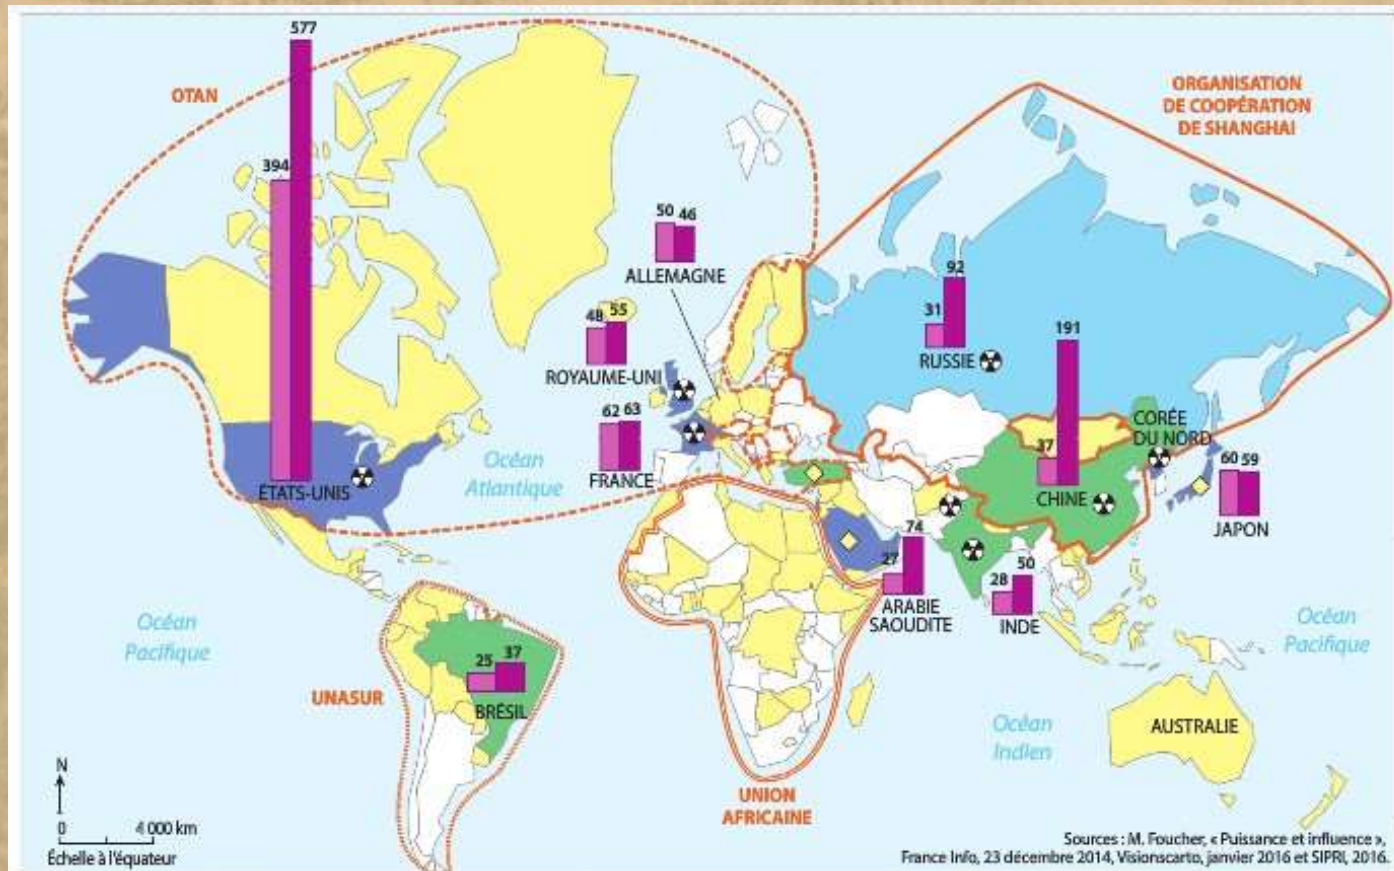 577
OTAN
ORGANISATION
DE COOPÉRATION
DE SHANGHAI
394
50 46
ALLEMAGNE
92
31
RUSSIE
48 55
ROYAUME-UNI
191
62 63
FRANCE
CORÉE
DU NORD
37
CHINE
60 59
JAPON
Océan
Atlantique
ÉTATS-UNIS
74
27
ARABIE
SAOUDITE
28 50
INDE
Océan
Pacifique
Océan
Pacifique
25 37
BRÉSIL
UNASUR
Océan
Indien
AUSTRALIE
UNION
AFRICAINE
N
0 4 000 km
Échelle à l'équateur
Sources : M. Foucher, « Puissance et influence »,
France Info, 23 décembre 2014, Visionscarto, janvier 2016 et SIPRI, 2016.